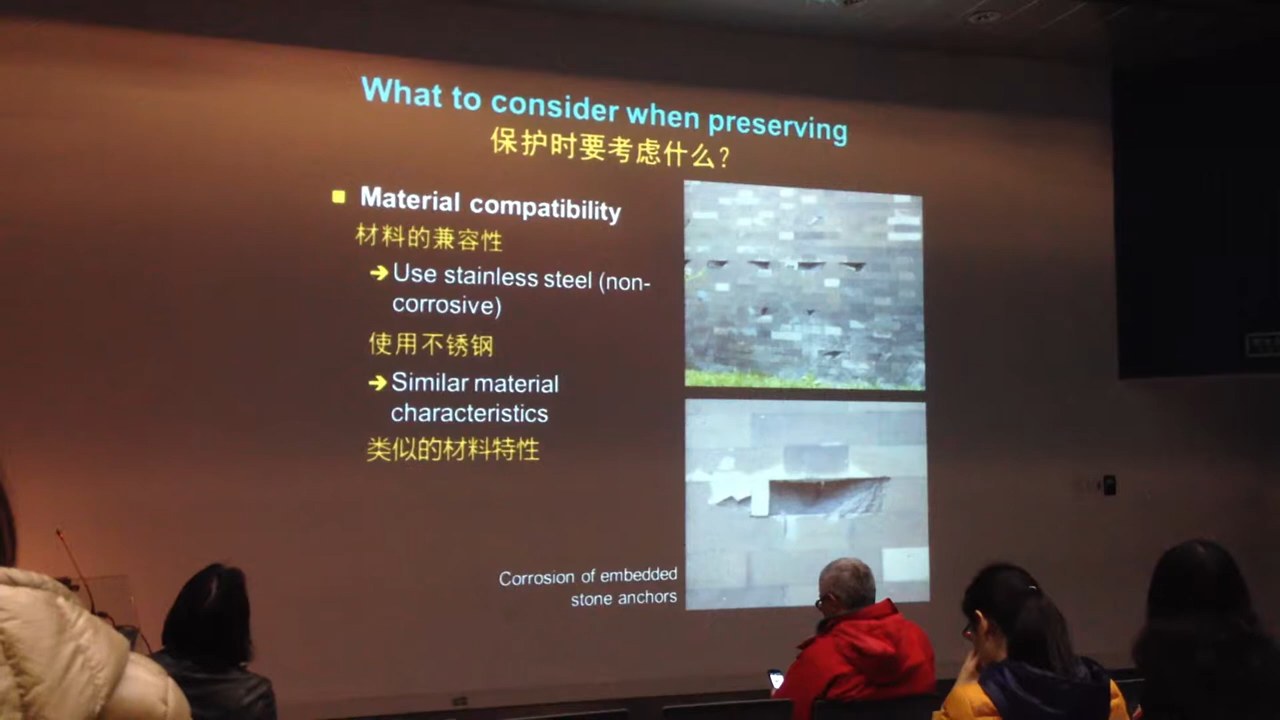 What to consider when preserving
保护时要考虑什么?
Material compatibility
材料的兼容性
Use stainless steel (non-
corrosive)
使用不锈钢
Similar material
characteristics
类似的材料特性
Corrosion of embedded
stone anchors